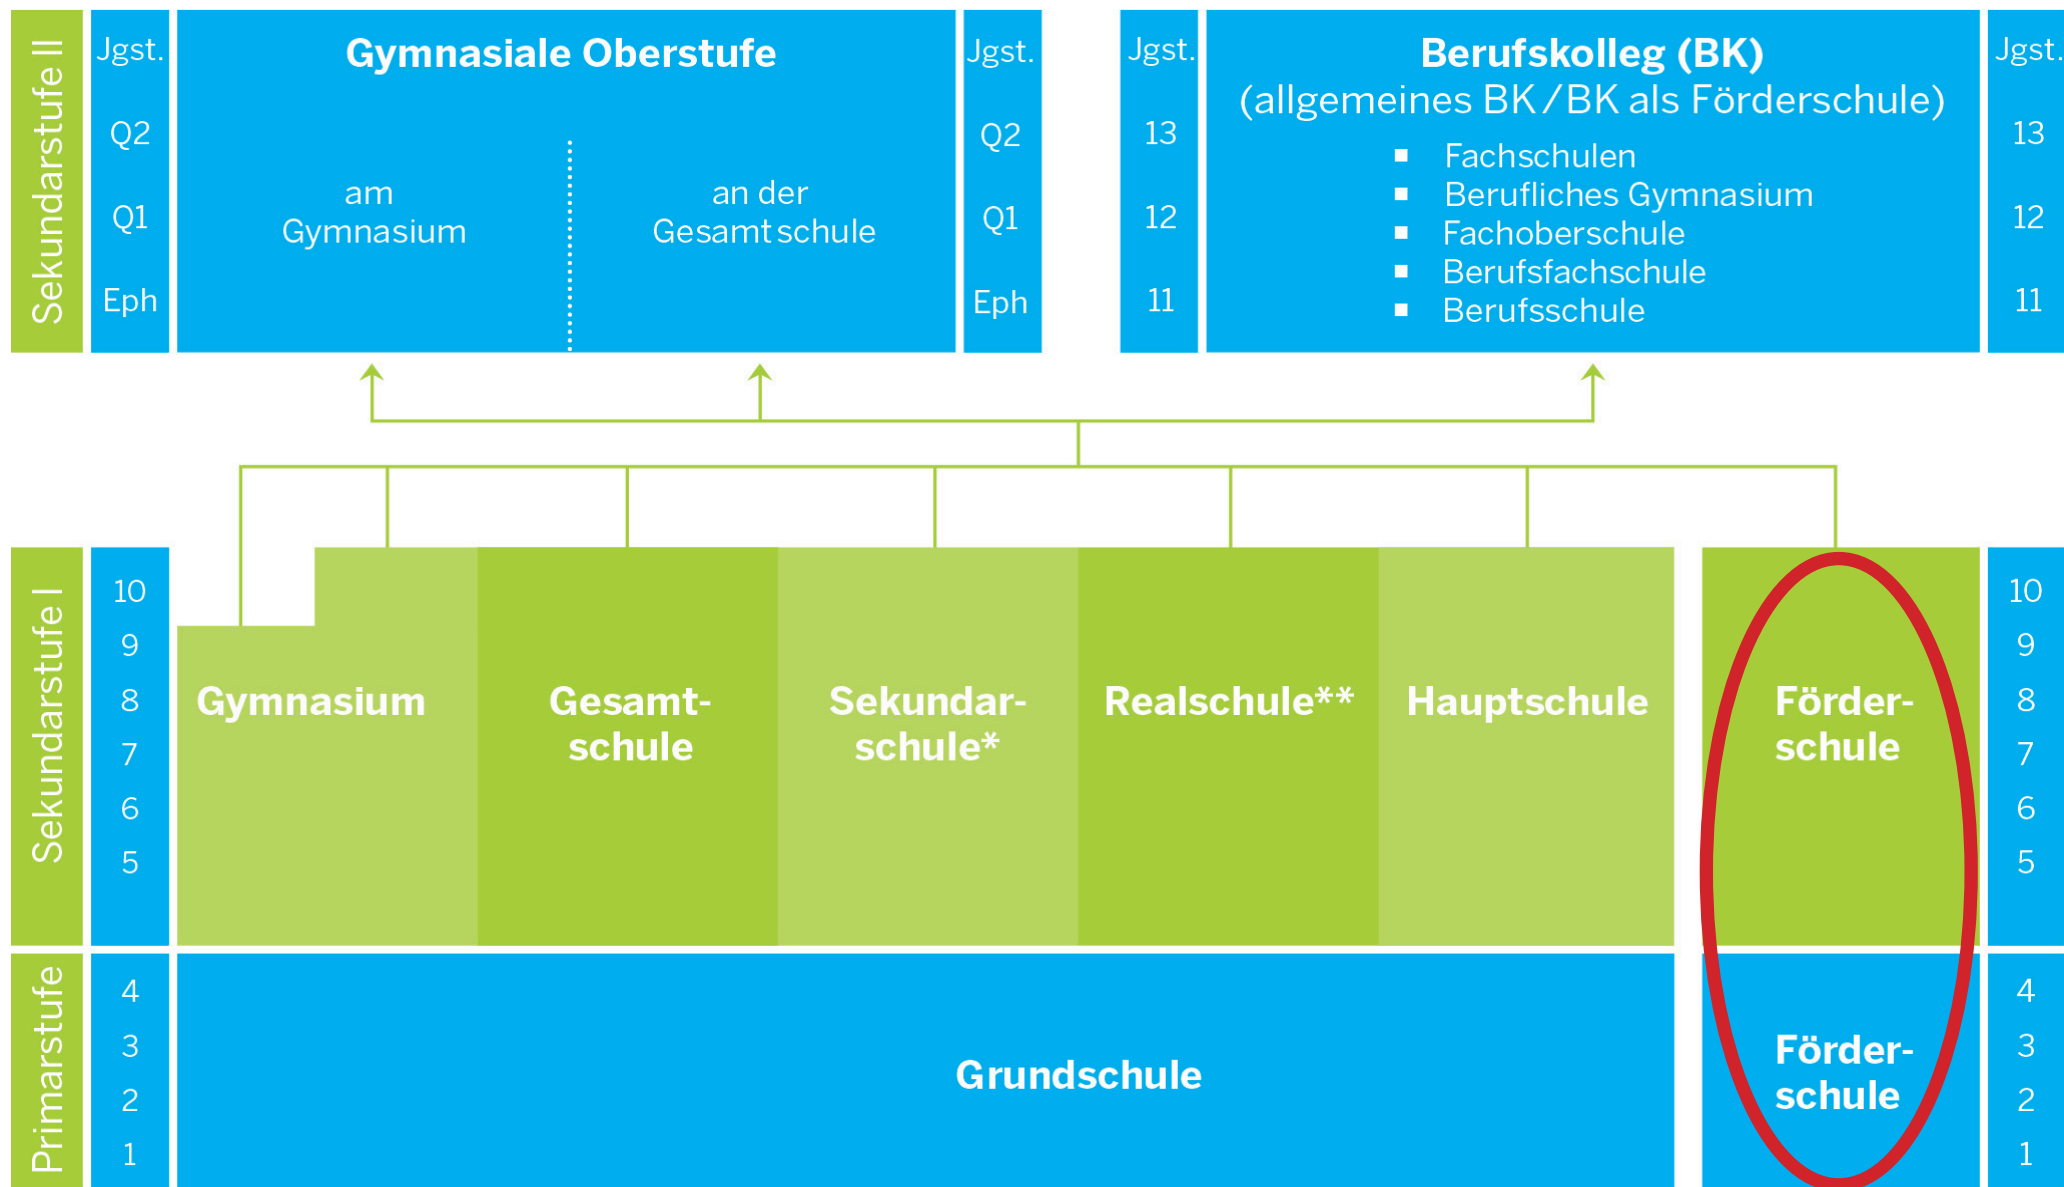 Sekundarstufe II
Jgst.
Q2
Q1
Eph
Gymnasiale Oberstufe
am
Gymnasium
an der
Gesamtschule
Jgst.
Q2
Q1
Eph
Jgst.
13
12
11
Berufskolleg (BK)
(allgemeines BK/BK als Förderschule)
▪ Fachschulen
▪ Berufliches Gymnasium
▪ Fachoberschule
▪ Berufsfachschule
▪ Berufsschule
Jgst.
13
12
11
Sekundarstufe I
10
9
8
7
6
5
Gymnasium
Gesamt-
schule
Sekundar-
schule*
Realschule**
Hauptschule
Förder-
schule
10
9
8
7
6
5
Primarstufe
4
3
2
1
Grundschule
Förder-
schule
4
3
2
1